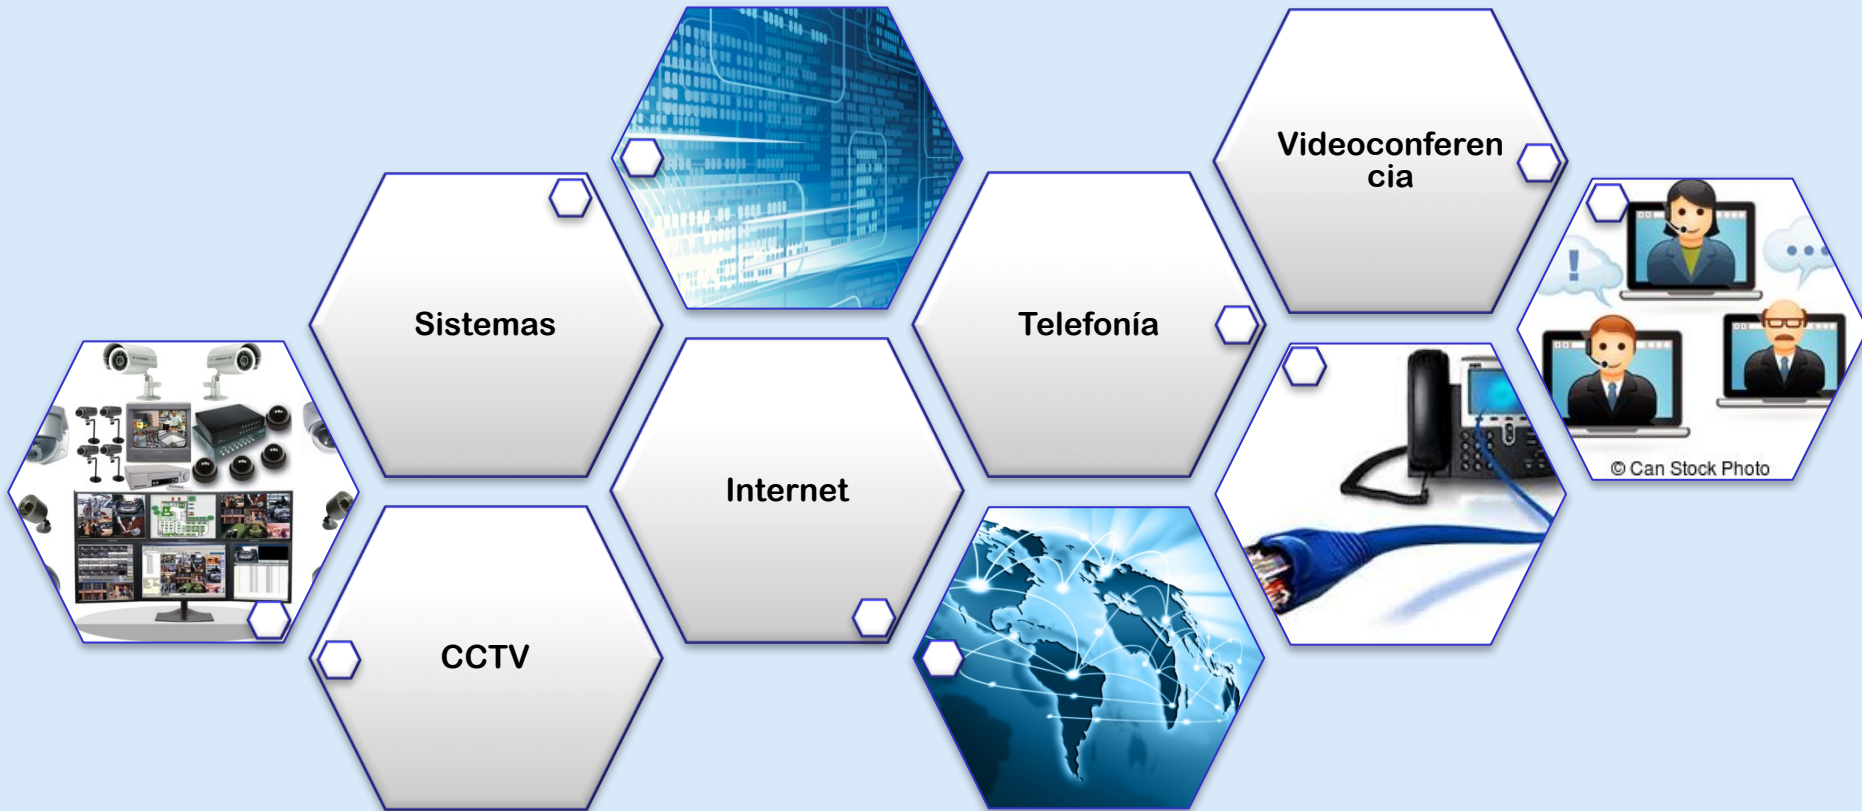 Videoconferen
cia
Sistemas
Telefonía
Internet
CCTV
© Can Stock Photo